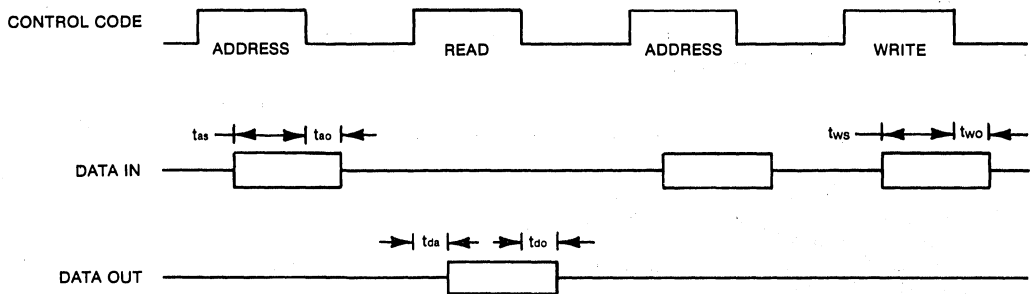 CONTROL CODE
ADDRESS READ ADDRESS WRITE
tas tao tws two
DATA IN
tda tdo
DATA OUT